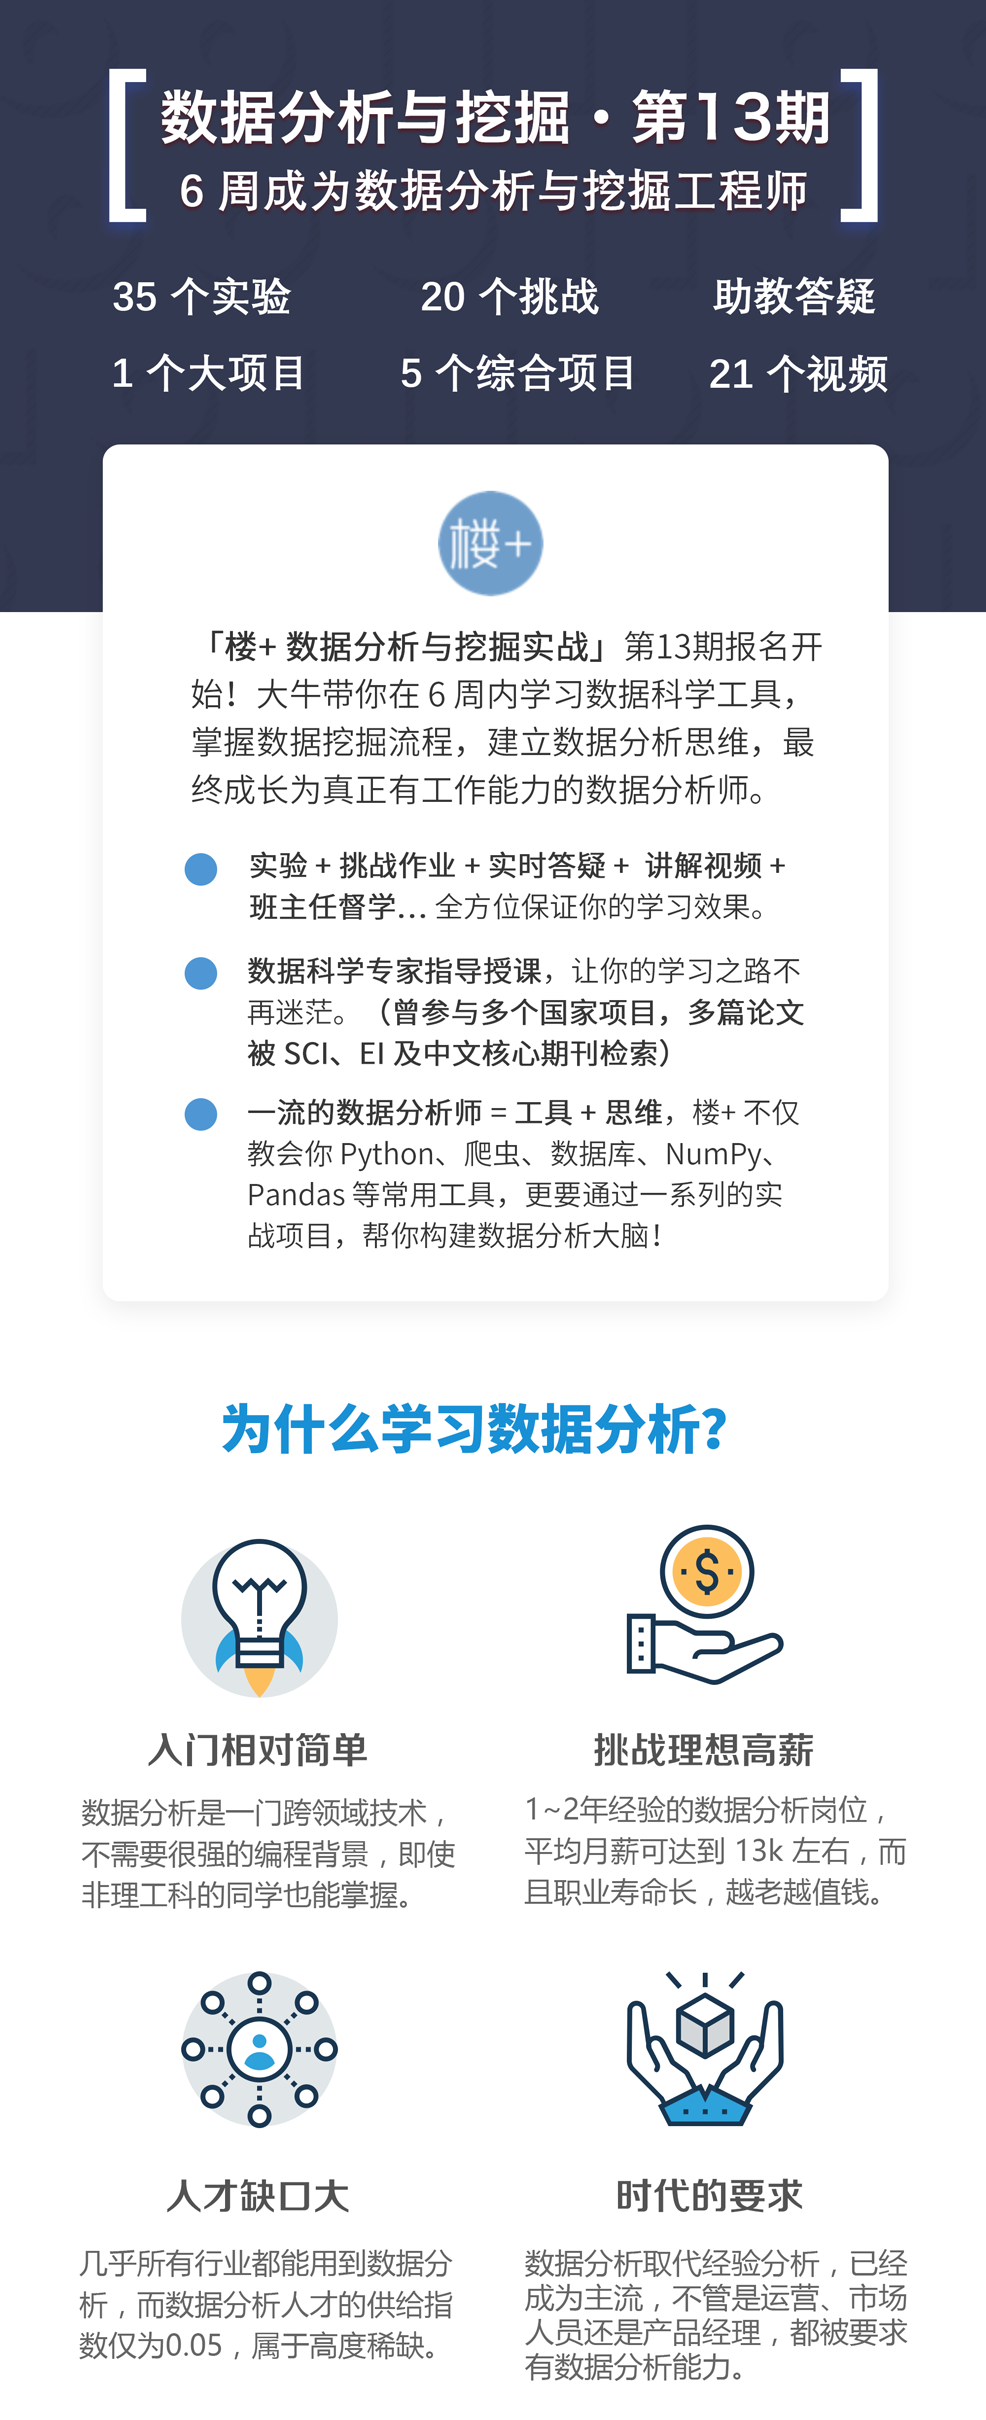 数据分析与挖掘·第13期
6 周成为数据分析与挖掘工程师
35 个实验 20 个挑战 助教答疑
1 个大项目 5 个综合项目 21 个视频
楼+
「楼+ 数据分析与挖掘实战」第13期报名开
始！大牛带你在 6 周内学习数据科学工具，
掌握数据挖掘流程，建立数据分析思维，最
终成长为真正有工作能力的数据分析师。
实验 + 挑战作业 + 实时答疑 + 讲解视频 +
班主任督学... 全方位保证你的学习效果。
数据科学专家指导授课，让你的学习之路不
再迷茫。（曾参与多个国家项目，多篇论文
被 SCI、EI 及中文核心期刊检索）
一流的数据分析师 = 工具 + 思维，楼+ 不仅
教会你 Python、爬虫、数据库、NumPy、
Pandas 等常用工具，更要通过一系列的实
战项目，帮你构建数据分析大脑！
为什么学习数据分析?
入门相对简单
数据分析是一门跨领域技术，
不需要很强的编程背景，即使
非理工科的同学也能掌握。
挑战理想高薪
1~2年经验的数据分析岗位，
平均月薪可达到 13k 左右，而
且职业寿命长，越老越值钱。
人才缺口大
几乎所有行业都能用到数据分
析，而数据分析人才的供给指
数仅为0.05，属于高度稀缺。
时代的要求
数据分析取代经验分析，已经
成为主流，不管是运营、市场
人员还是产品经理，都被要求
有数据分析能力。